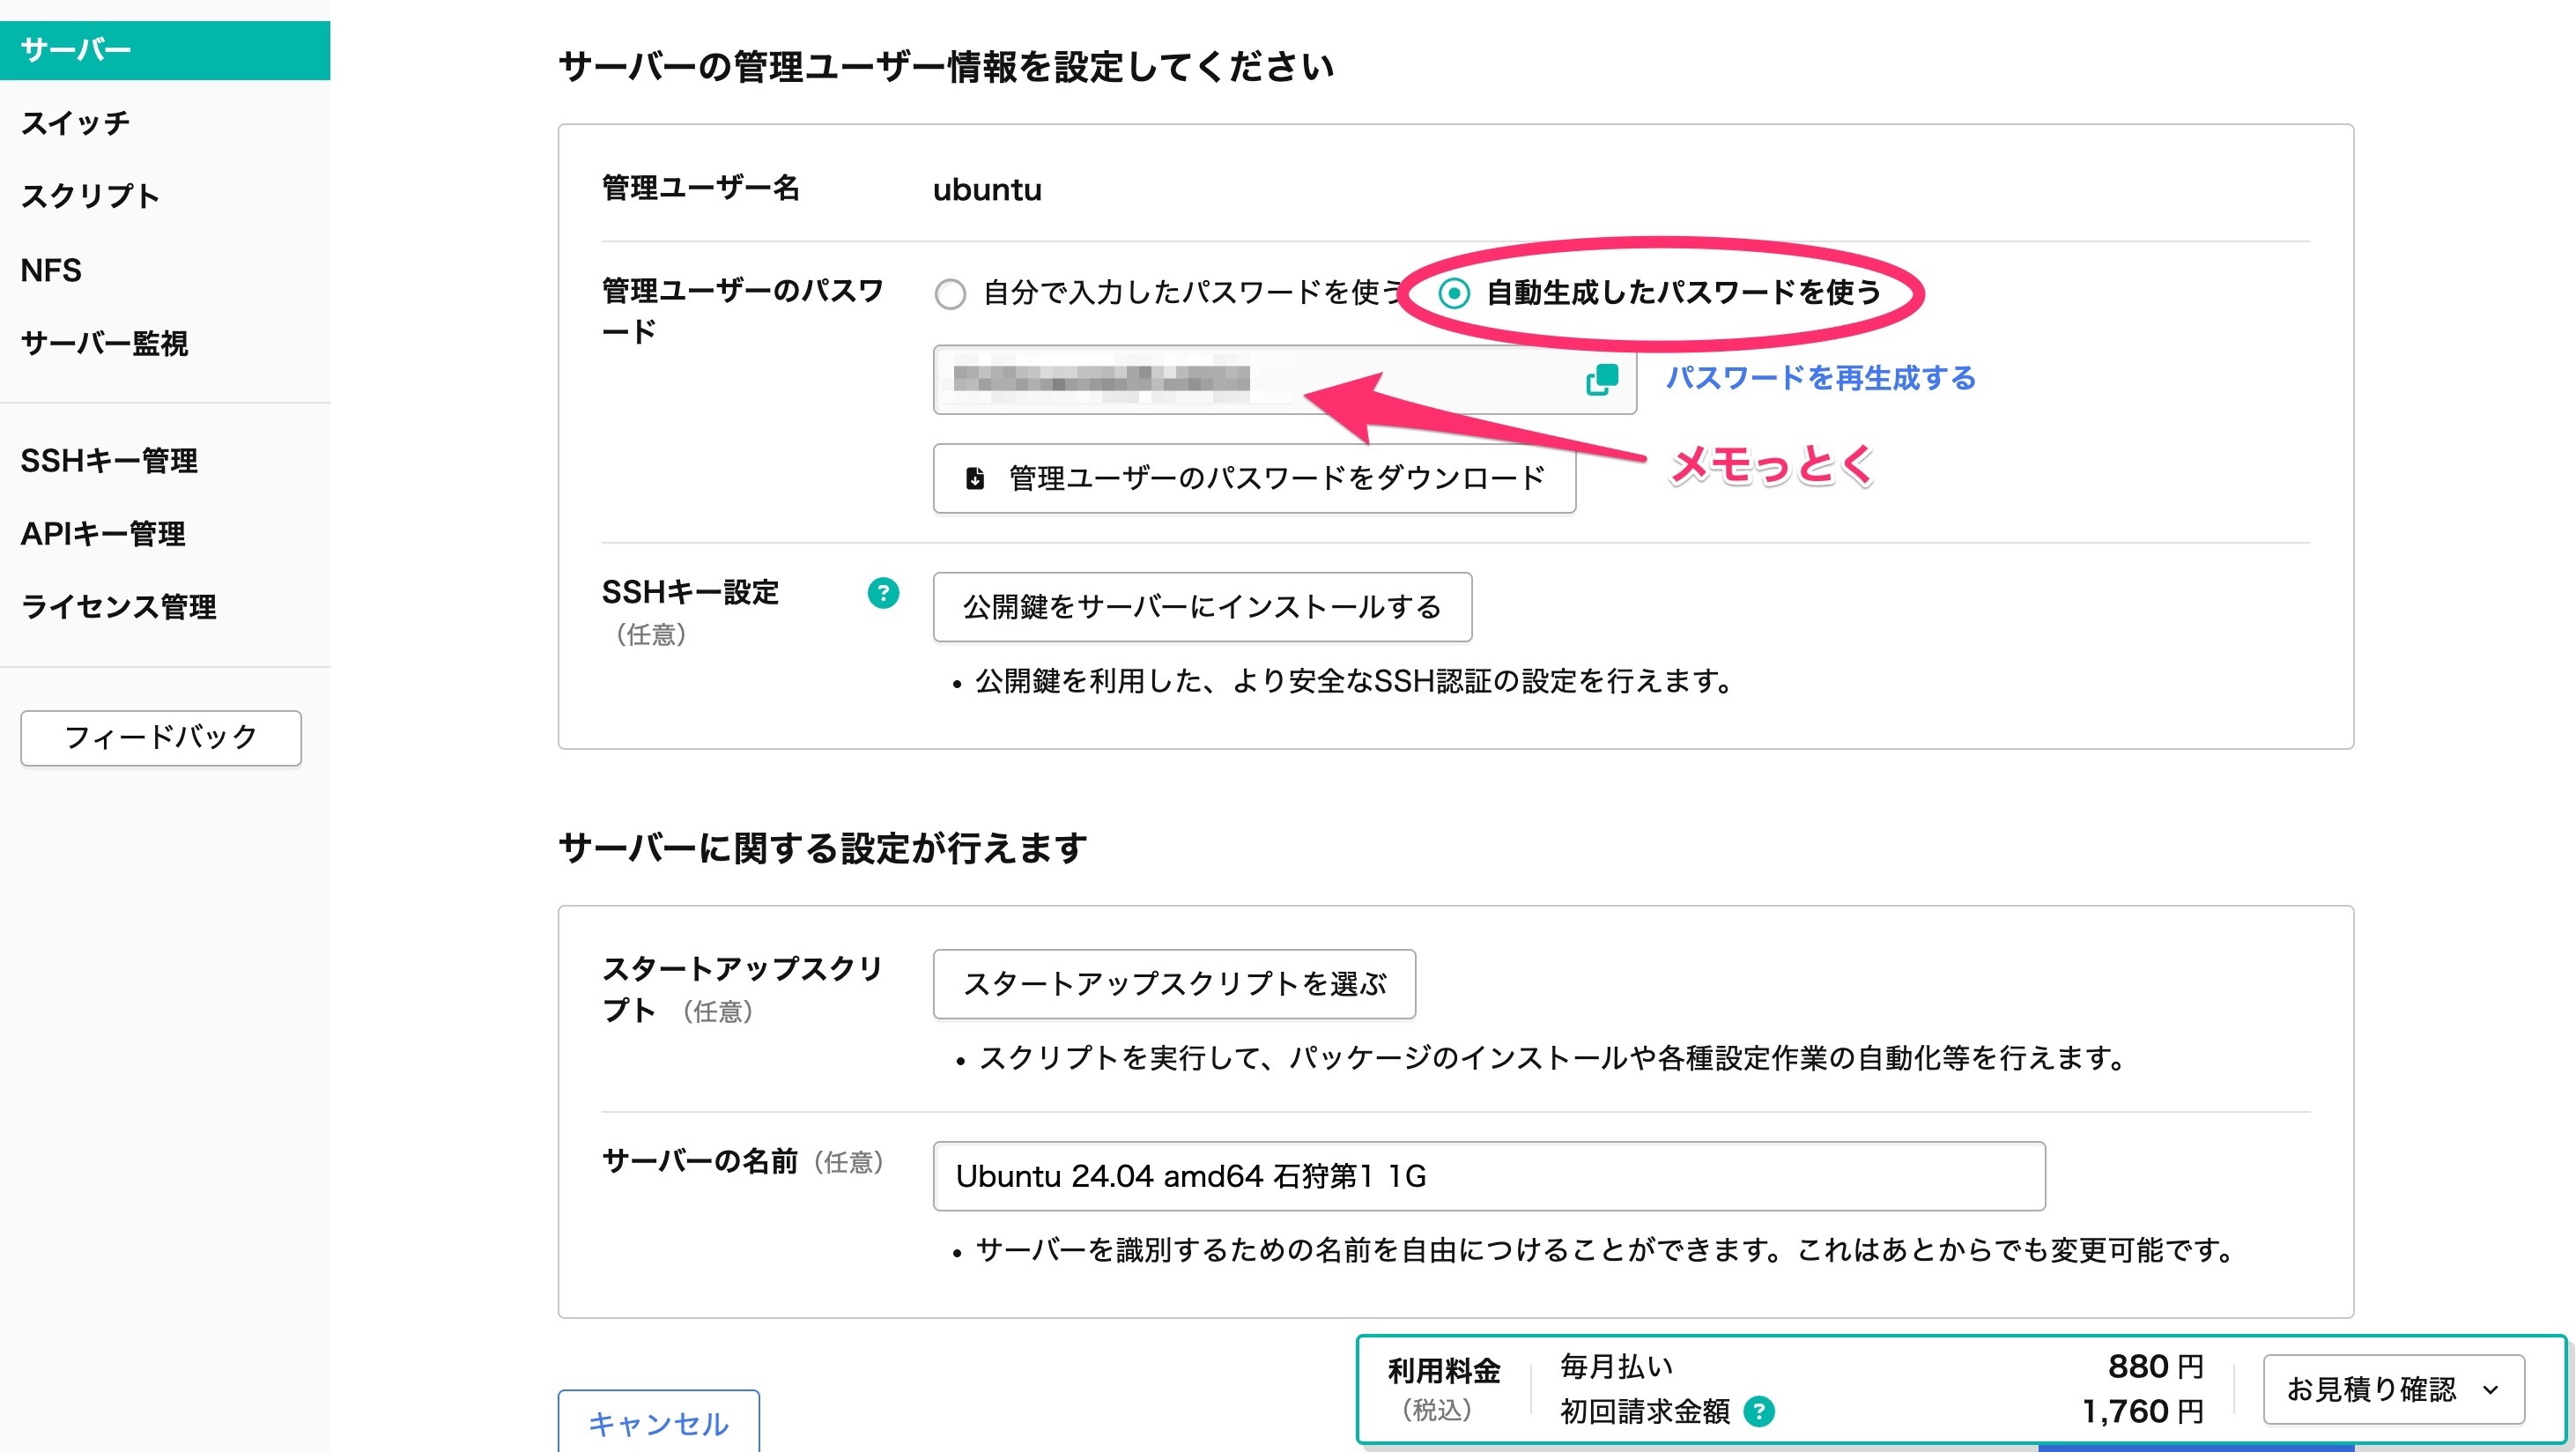 サーバー
スイッチ
スクリプト
NFS
サーバー監視
SSHキー管理
APIキー管理
ライセンス管理
フィードバック
サーバーの管理ユーザー情報を設定してください
管理ユーザー名
ubuntu
管理ユーザーのパスワ
ード
自分で入力したパスワードを使う
自動生成したパスワードを使う
パスワードを再生成する
管理ユーザーのパスワードをダウンロード
メモっとく
SSHキー設定
（任意）
?
公開鍵をサーバーにインストールする
• 公開鍵を利用した、より安全なSSH認証の設定を行えます。
サーバーに関する設定が行えます
スタートアップスクリ
プト （任意）
スタートアップスクリプトを選ぶ
• スクリプトを実行して、パッケージのインストールや各種設定作業の自動化等を行えます。
サーバーの名前（任意）
Ubuntu 24.04 amd64 石狩第1 1G
• サーバーを識別するための名前を自由につけることができます。これはあとからでも変更可能です。
キャンセル
利用料金
（税込）
毎月払い 880 円
初回請求金額 ? 1,760 円
お見積り確認